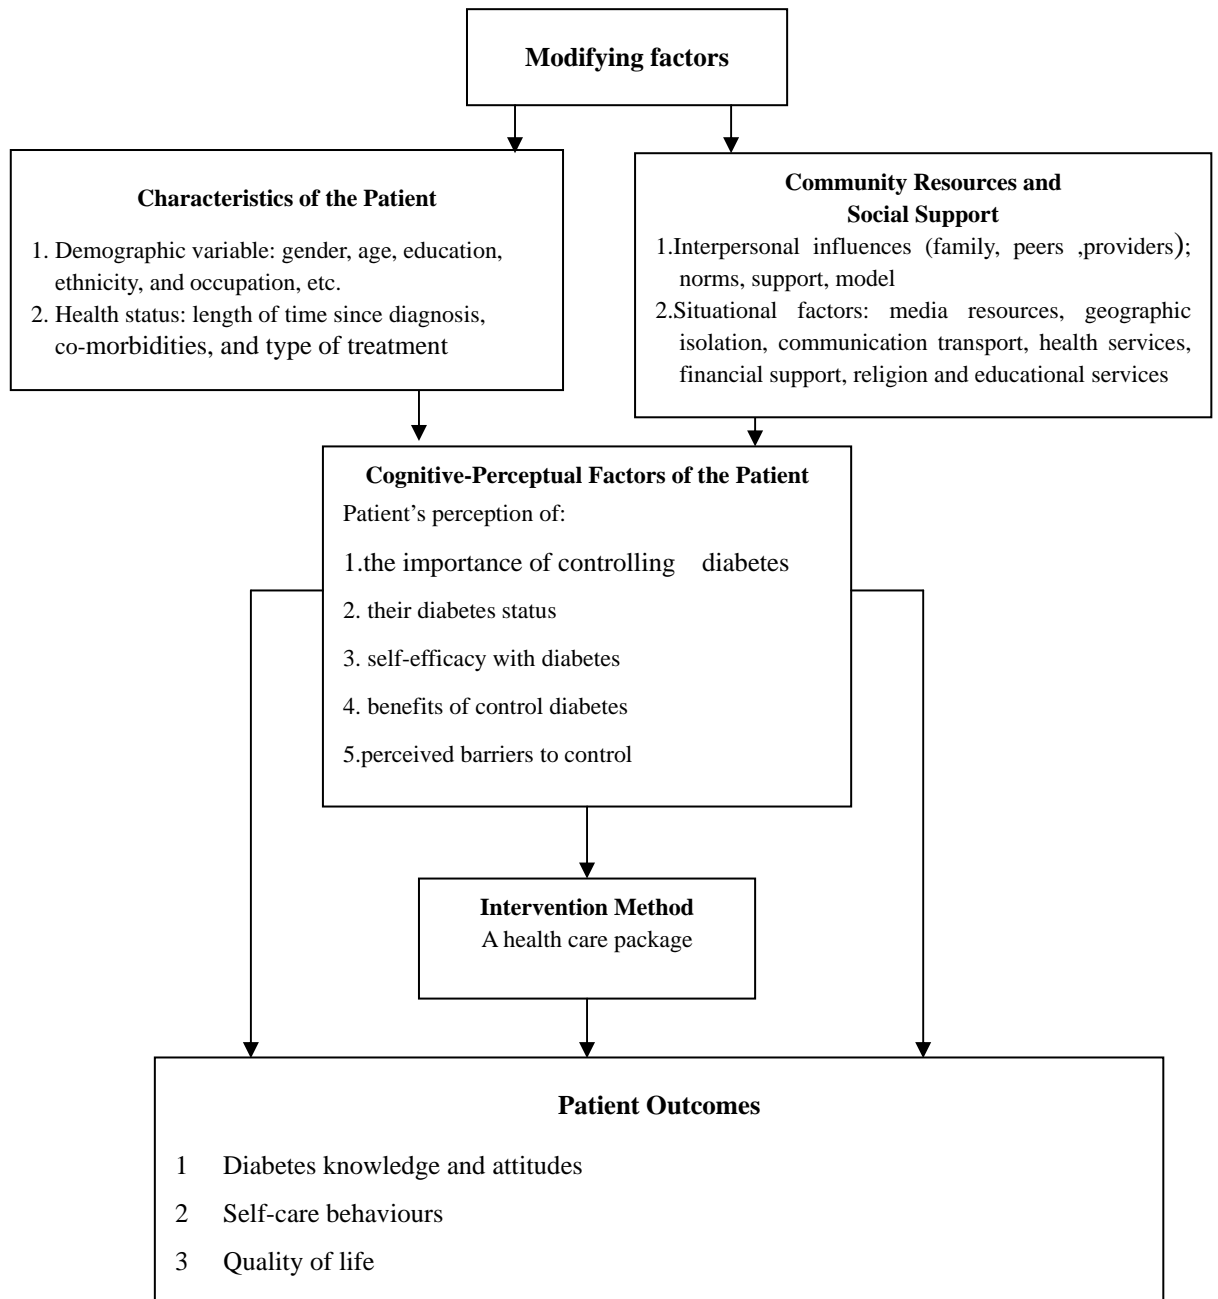 Modifying factors
Characteristics of the Patient
1. Demographic variable: gender, age, education,
ethnicity, and occupation, etc.
2. Health status: length of time since diagnosis,
co-morbidities, and type of treatment
Community Resources and
Social Support
1.Interpersonal influences (family, peers ,providers);
norms, support, model
2.Situational factors: media resources, geographic
isolation, communication transport, health services,
financial support, religion and educational services
Cognitive-Perceptual Factors of the Patient
Patient’s perception of:
1.the importance of controlling diabetes
2. their diabetes status
3. self-efficacy with diabetes
4. benefits of control diabetes
5.perceived barriers to control
Intervention Method
A health care package
Patient Outcomes
1 Diabetes knowledge and attitudes
2 Self-care behaviours
3 Quality of life